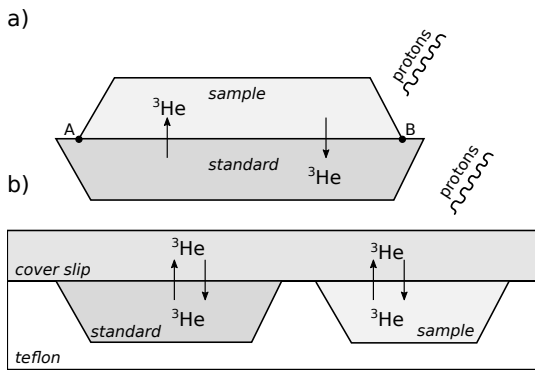 a)
protons
sample
³He
A
B
standard
³He
b)
protons
³He
³He
cover slip
³He
³He
standard
sample
teflon